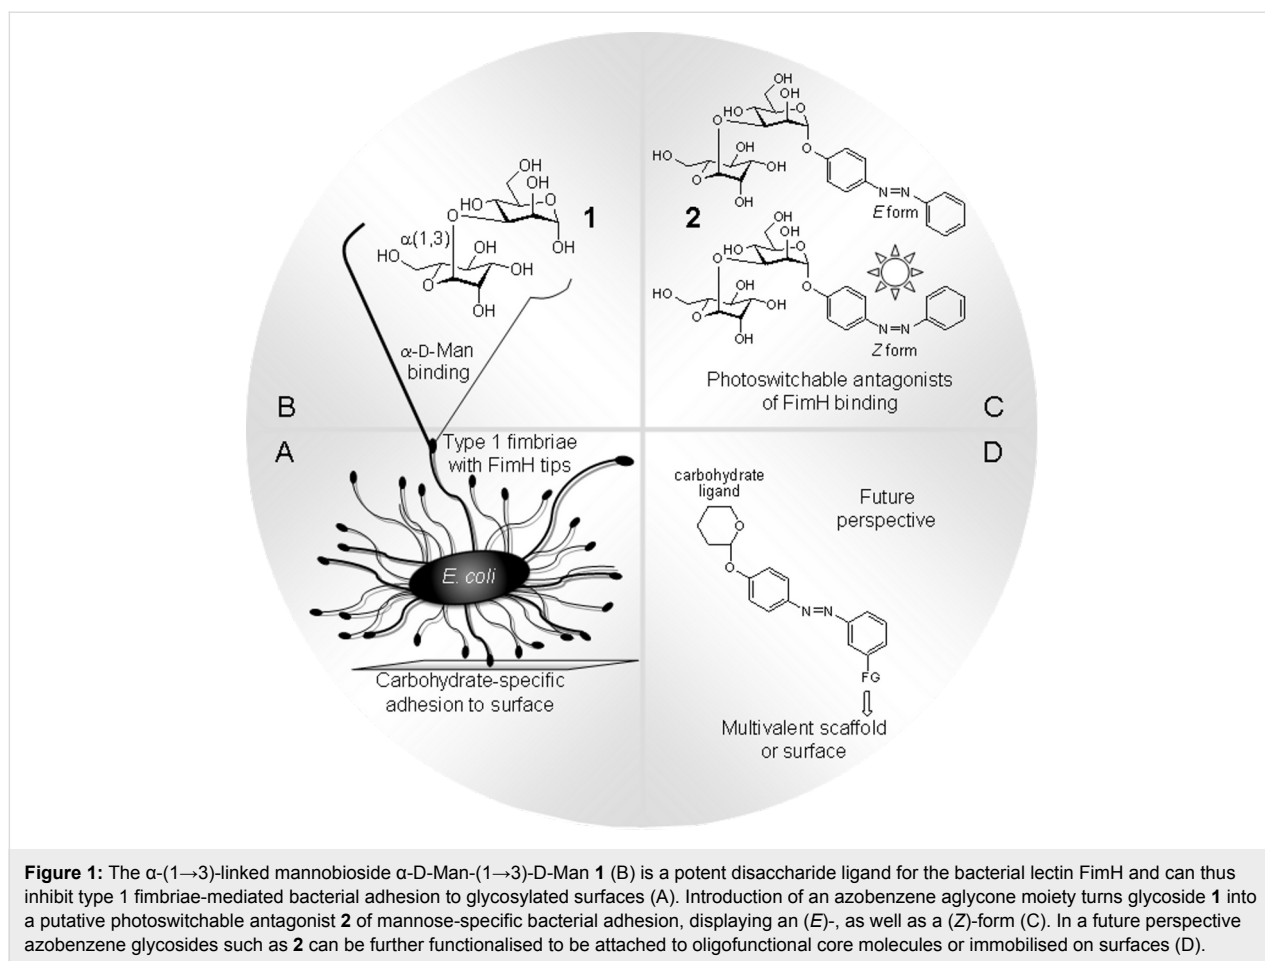 OH
OH
HO
O
O
α(1,3)
HO
OH
OH
O
OH
OH
1
α-D-Man
binding
B
OH
OH
HO
O
O
O
HO
OH
OH
O
OH
N=N
E form
2
OH
OH
HO
O
O
O
HO
OH
OH
O
OH
N=N
Z form
Photoswitchable antagonists
of FimH binding
C
A
Type 1 fimbriae
with FimH tips
E. coli
Carbohydrate-specific
adhesion to surface
D
carbohydrate
ligand
O
O
N=N
FG
Future
perspective
Multivalent scaffold
or surface
Figure 1: The α-(1→3)-linked mannobioside α-D-Man-(1→3)-D-Man 1 (B) is a potent disaccharide ligand for the bacterial lectin FimH and can thus
inhibit type 1 fimbriae-mediated bacterial adhesion to glycosylated surfaces (A). Introduction of an azobenzene aglycone moiety turns glycoside 1 into
a putative photoswitchable antagonist 2 of mannose-specific bacterial adhesion, displaying an (E)-, as well as a (Z)-form (C). In a future perspective
azobenzene glycosides such as 2 can be further functionalised to be attached to oligofunctional core molecules or immobilised on surfaces (D).